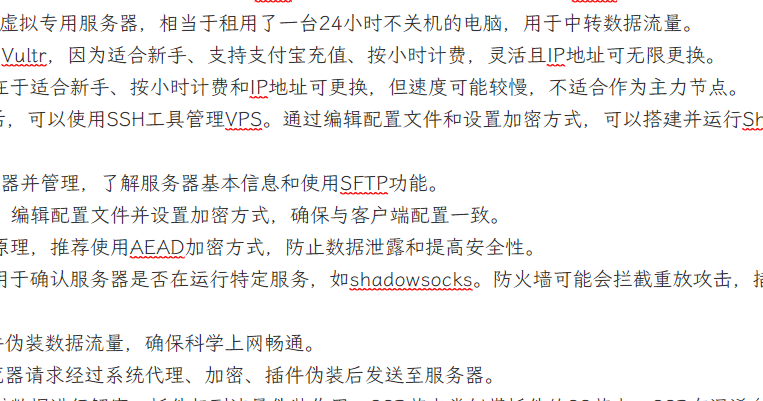 虚拟专用服务器，相当于租用了一台24小时不关机的电脑，用于中转数据流量。
Vultr，因为适合新手、支持支付宝充值、按小时计费，灵活且IP地址可无限更换。
在于适合新手、按小时计费和IP地址可更换，但速度可能较慢，不适合作为主力节点。
，可以使用SSH工具管理VPS。通过编辑配置文件和设置加密方式，可以搭建并运行Sh
器并管理，了解服务器基本信息和使用SFTP功能。
编辑配置文件并设置加密方式，确保与客户端配置一致。
原理，推荐使用AEAD加密方式，防止数据泄露和提高安全性。
用于确认服务器是否在运行特定服务，如shadowsocks。防火墙可能会拦截重放攻击，
伪装数据流量，确保科学上网畅通。
览器请求经过系统代理、加密、插件伪装后发送至服务器。